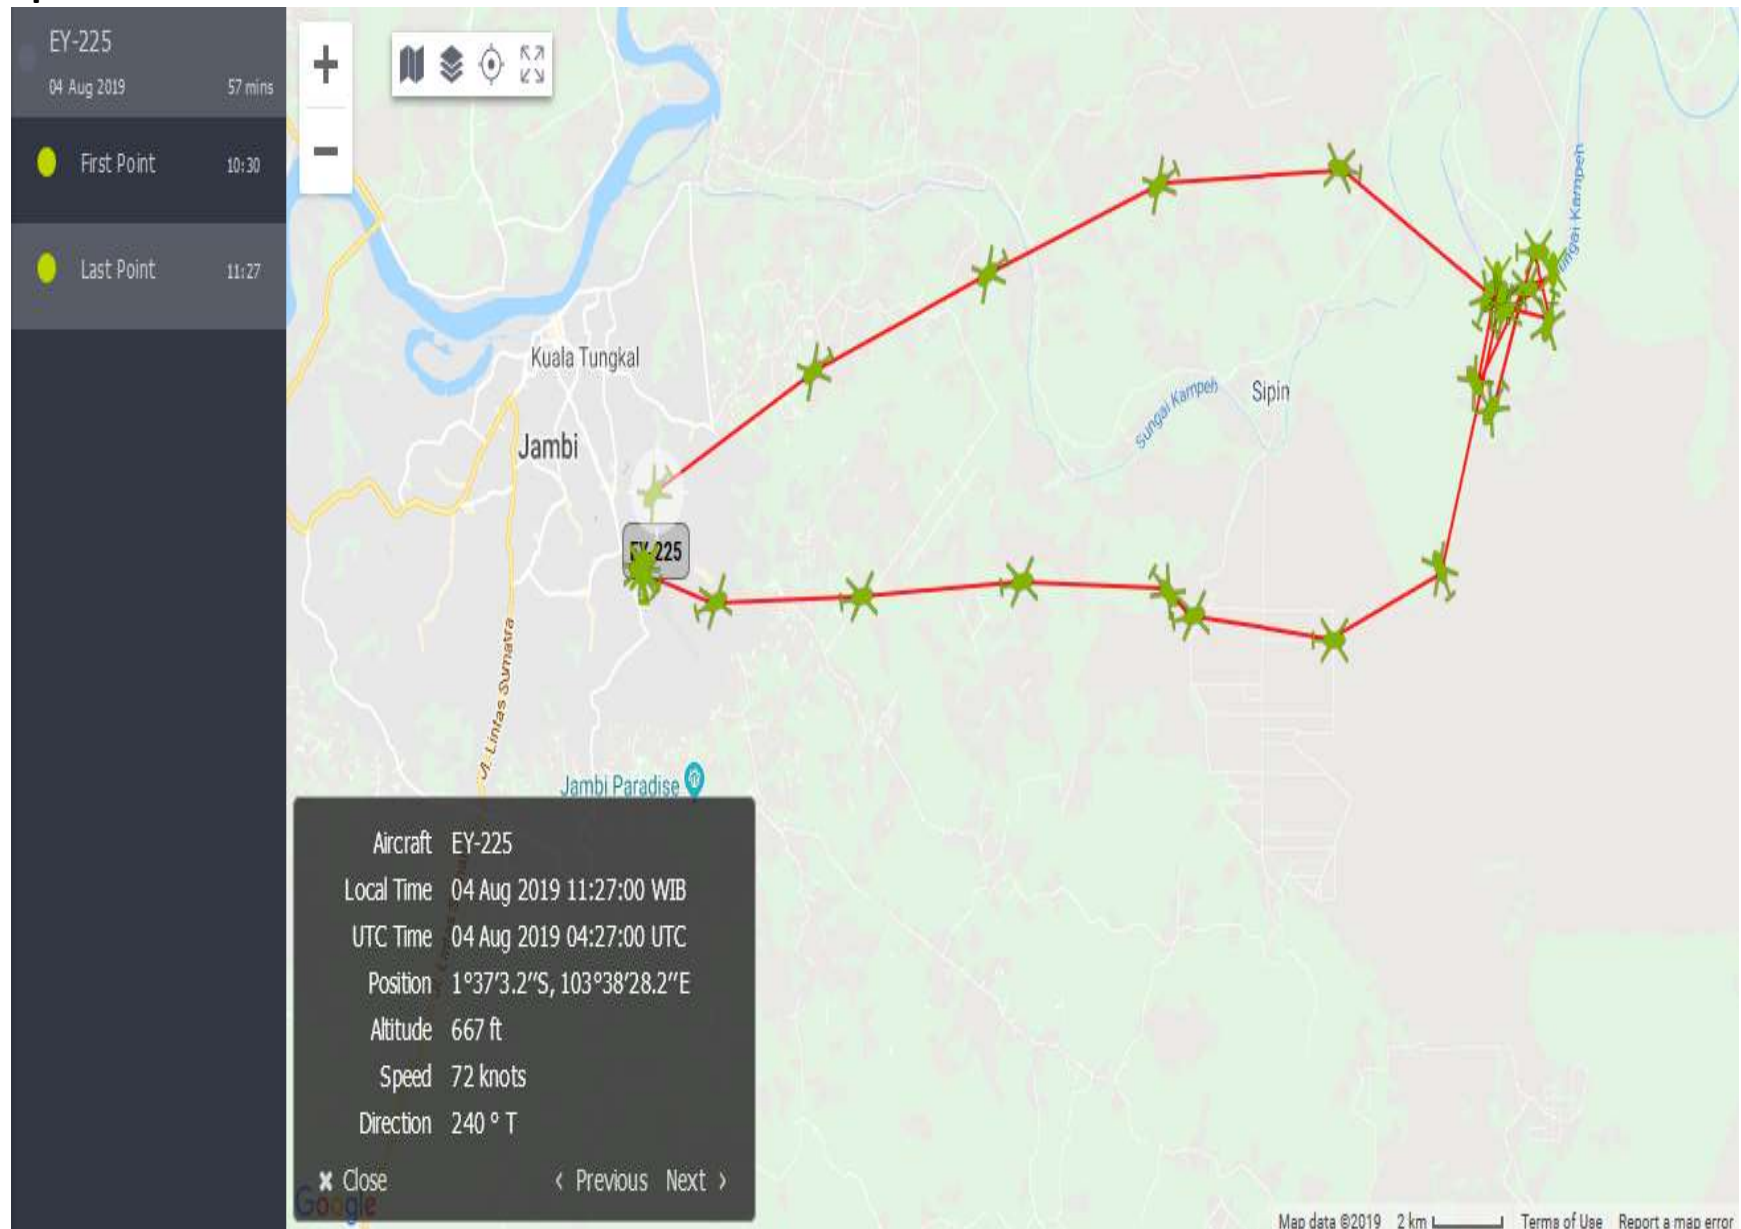 EY-225
04 Aug 2019 57 mins
First Point 10:30
Last Point 11:27
+
−
Sungai Kampeh
Kuala Tungkal
Sungai Kampeh
Sipin
Jambi
EY-225
Jl. Lintas Sumatra
Jambi Paradise
Aircraft EY-225
Local Time 04 Aug 2019 11:27:00 WIB
UTC Time 04 Aug 2019 04:27:00 UTC
Position 1°37'3.2''S, 103°38'28.2''E
Altitude 667 ft
Speed 72 knots
Direction 240 ° T
✖ Close ‹ Previous Next ›
Google
Map data ©2019 2 km Terms of Use Report a map error